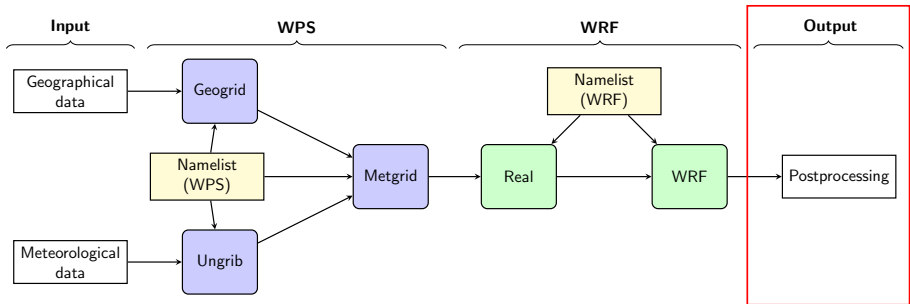 Input
WPS
WRF
Output
Geographical
data
Geogrid
Namelist
(WRF)
Namelist
(WPS)
Metgrid
Real
WRF
Postprocessing
Meteorological
data
Ungrib